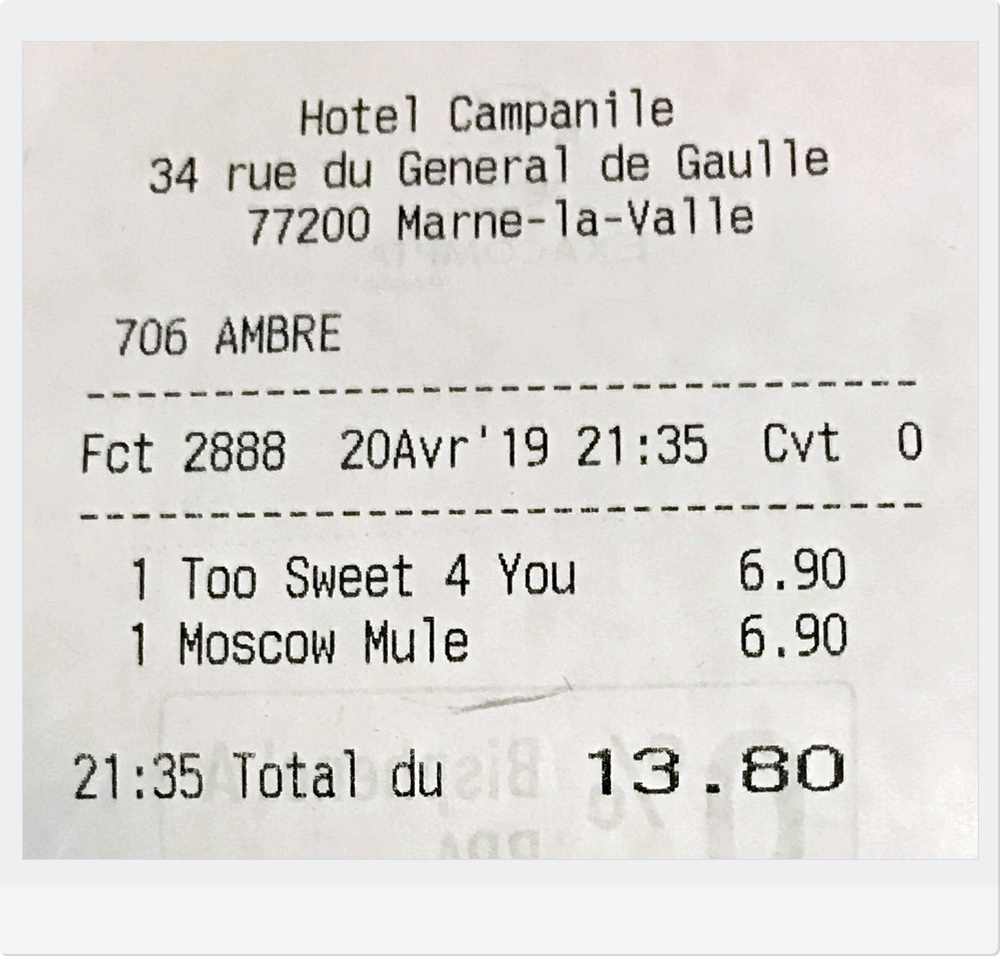 Hotel Campanile
34 rue du General de Gaulle
77200 Marne-la-Valle
706 AMBRE
--------------------------------
Fct 2888 20Avr'19 21:35 Cvt 0
--------------------------------
1 Too Sweet 4 You 6.90
1 Moscow Mule 6.90
21:35 Total du 13.80